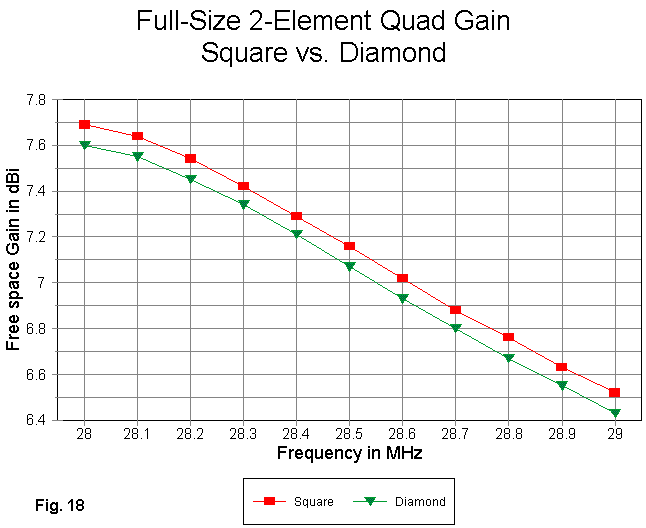 Full-Size 2-Element Quad Gain
Square vs. Diamond
Free space Gain in dBi
7.8
7.6
7.4
7.2
7
6.8
6.6
6.4
28 28.1 28.2 28.3 28.4 28.5 28.6 28.7 28.8 28.9 29
Frequency in MHz
Fig. 18
Square Diamond